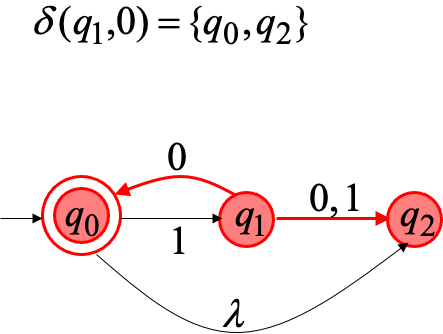 δ(q₁,0) = {q₀,q₂}
0
q₀ q₁ 0,1 q₂
1
λ